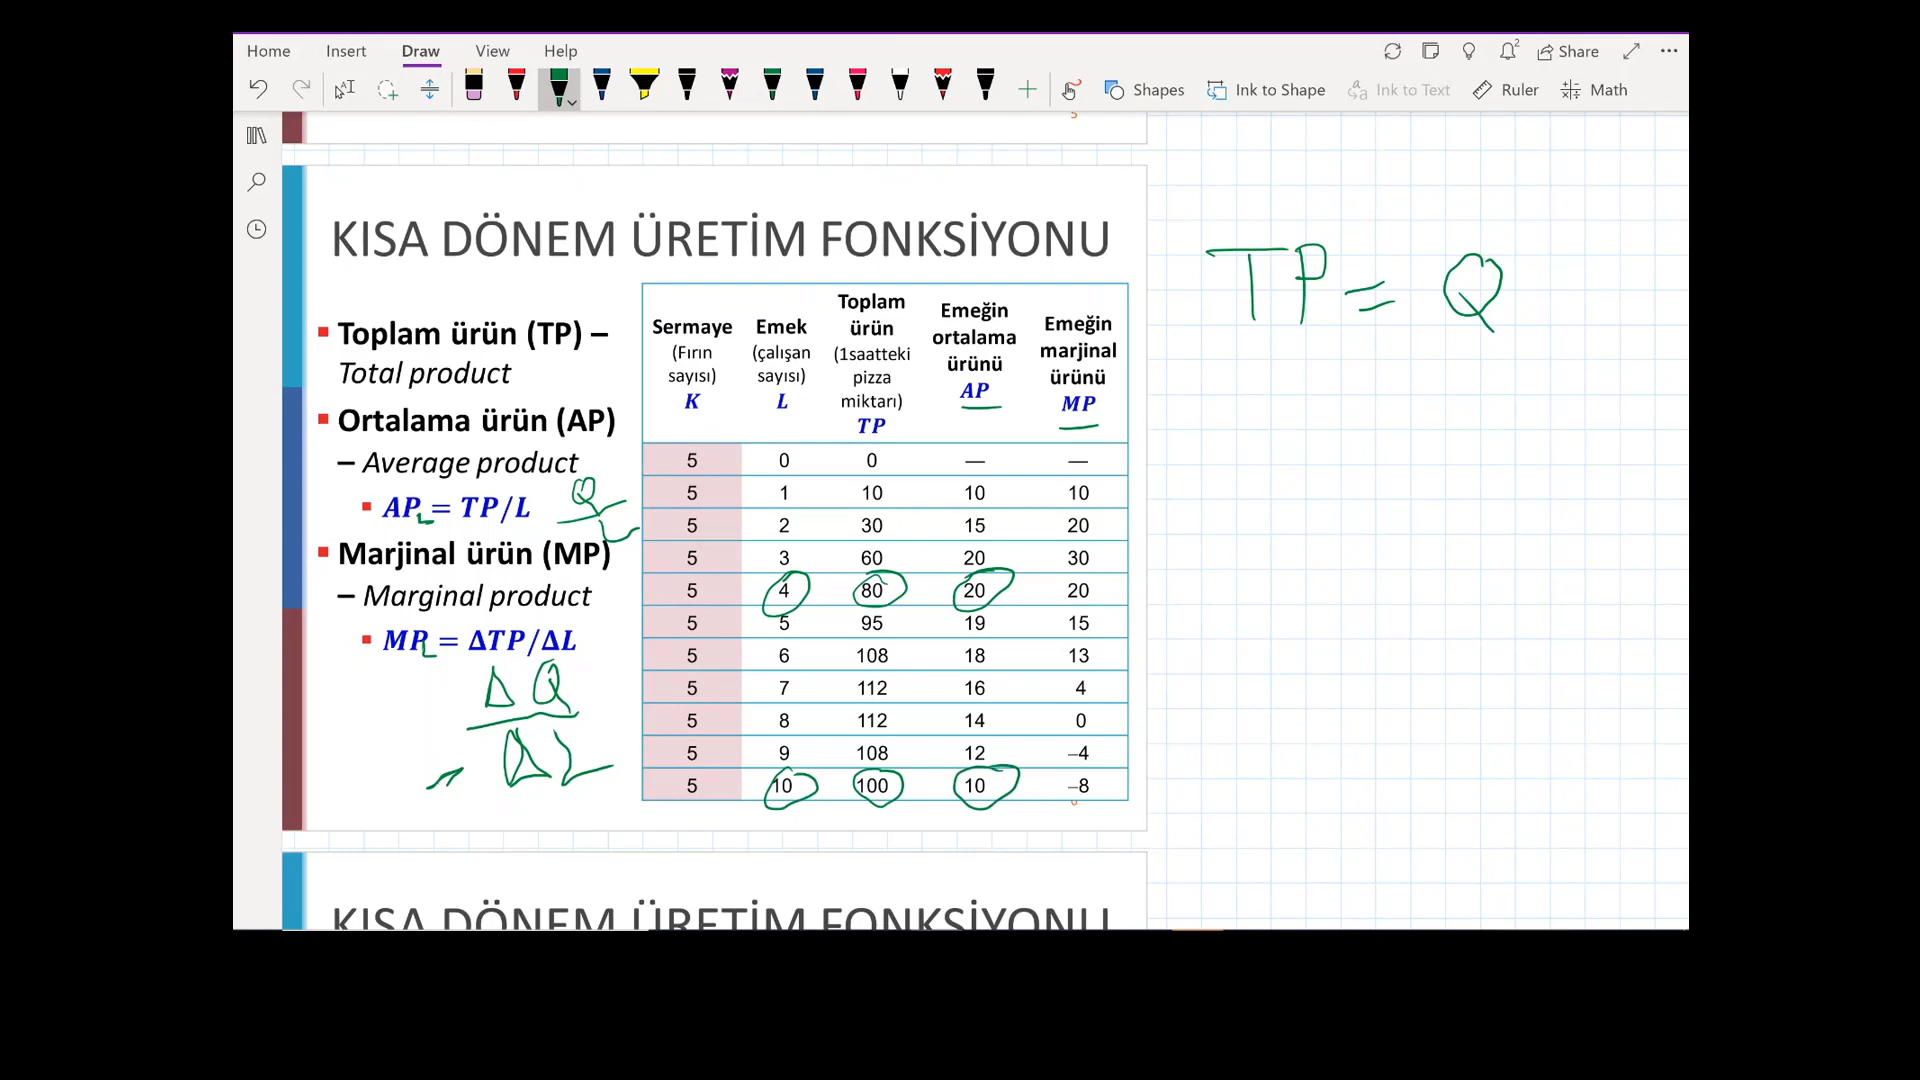 Home Insert Draw View Help
2 Share
Shapes Ink to Shape Ink to Text Ruler Math
5
KISA DÖNEM ÜRETİM FONKSİYONU
Toplam ürün (TP) –
Total product
Ortalama ürün (AP)
– Average product
AP_L = TP/L
Q
L
Marjinal ürün (MP)
– Marginal product
MP_L = ΔTP/ΔL
Δ Q
Δ L
Sermaye (Fırın sayısı) K
Emek (çalışan sayısı) L
Toplam ürün (1saatteki pizza miktarı) TP
Emeğin ortalama ürünü AP
Emeğin marjinal ürünü MP
5 0 0 — —
5 1 10 10 10
5 2 30 15 20
5 3 60 20 30
5 4 80 20 20
5 5 95 19 15
5 6 108 18 13
5 7 112 16 4
5 8 112 14 0
5 9 108 12 –4
5 10 100 10 –8
TP = Q
KISA DÖNEM ÜRETİM FONKSİYONU